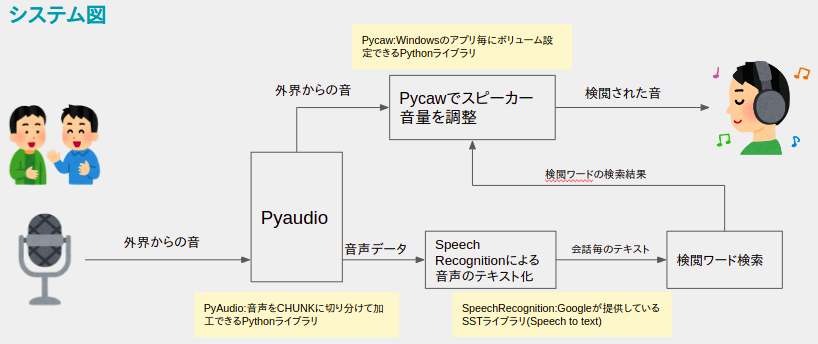 システム図
Pycaw:Windowsのアプリ毎にボリューム設
定できるPythonライブラリ
外界からの音
Pycawでスピーカー
音量を調整
検閲された音
検閲ワードの検索結果
Pyaudio
外界からの音
音声データ
Speech
Recognitionによる
音声のテキスト化
会話毎のテキスト
検閲ワード検索
PyAudio:音声をCHUNKに切り分けて加
工できるPythonライブラリ
SpeechRecognition:Googleが提供している
SSTライブラリ(Speech to text)